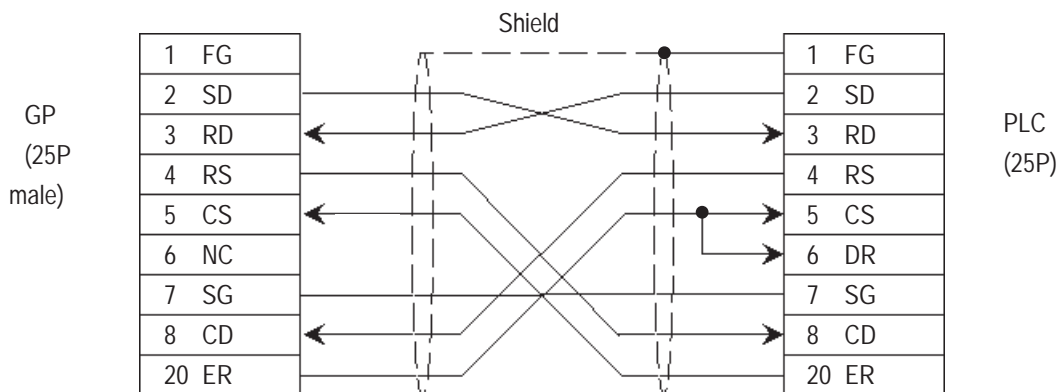 Shield
GP
(25P
male)
1 FG
2 SD
3 RD
4 RS
5 CS
6 NC
7 SG
8 CD
20 ER
1 FG
2 SD
3 RD
4 RS
5 CS
6 DR
7 SG
8 CD
20 ER
PLC
(25P)